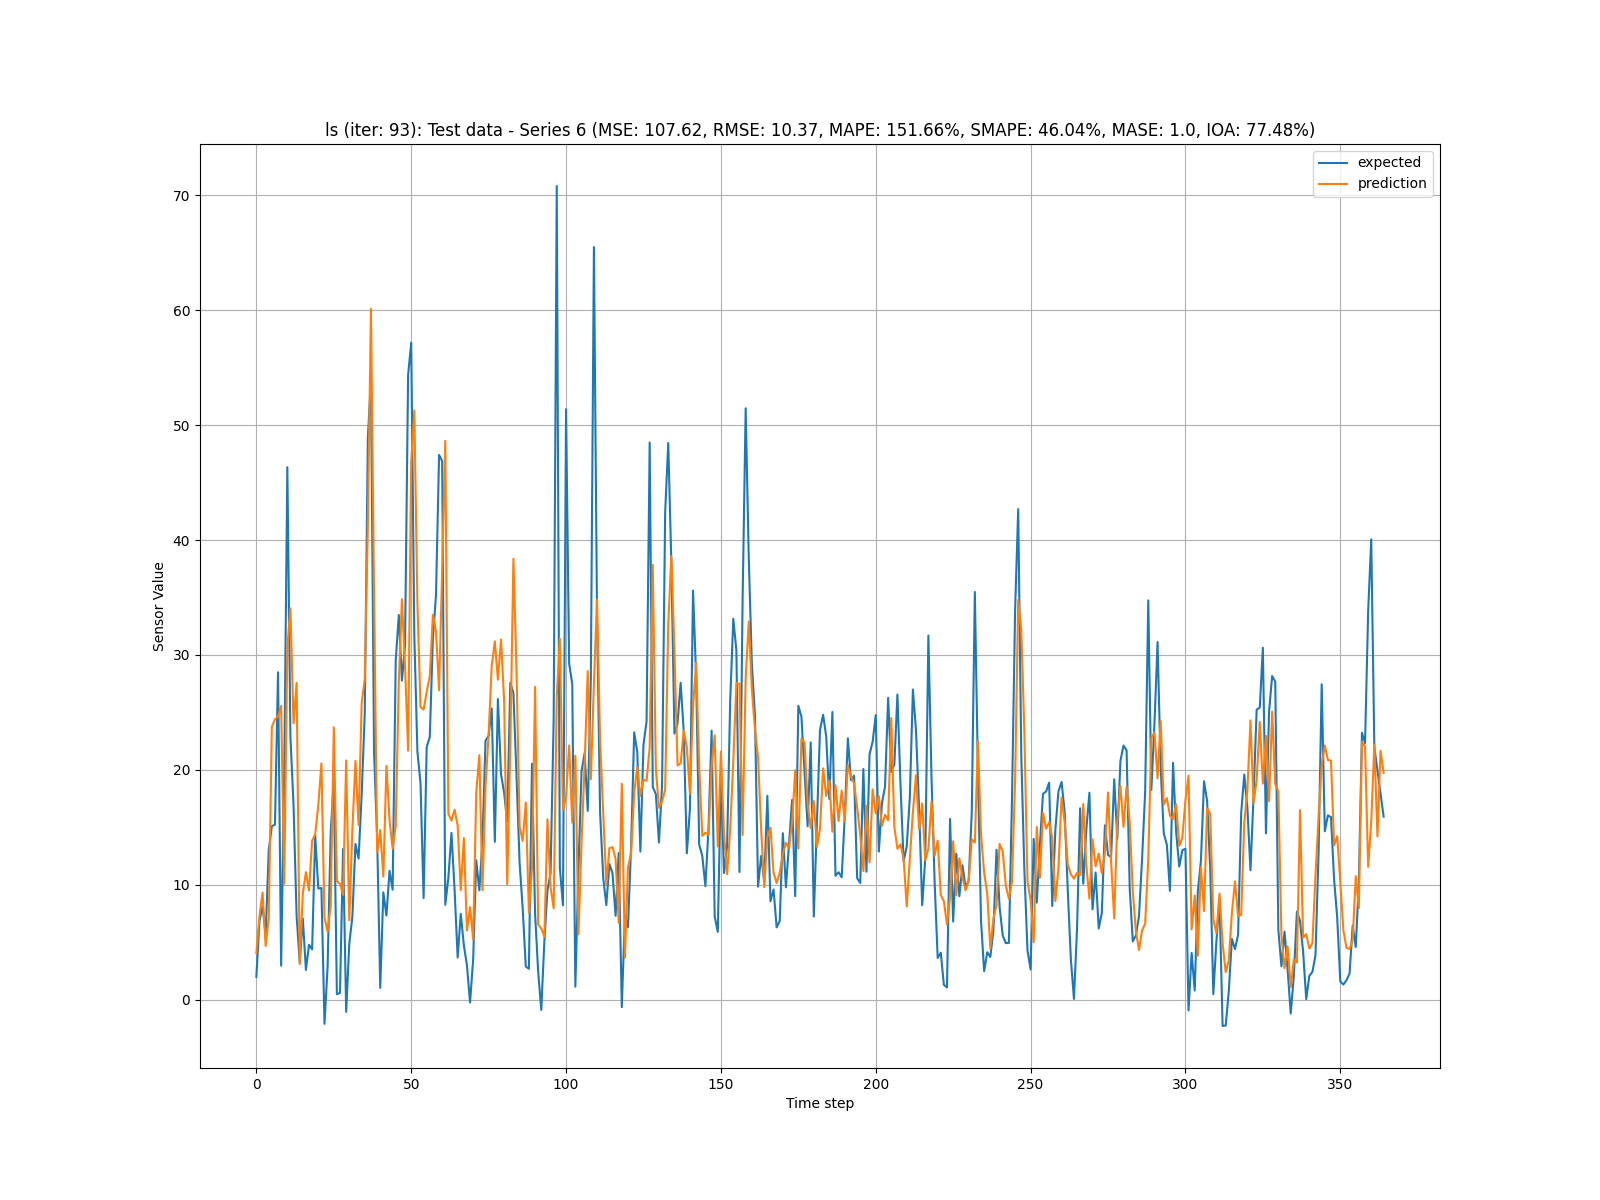 ls (iter: 93): Test data - Series 6 (MSE: 107.62, RMSE: 10.37, MAPE: 151.66%, SMAPE: 46.04%, MASE: 1.0, IOA: 77.48%)
expected
prediction
70
60
50
40
30
20
10
0
Sensor Value
0 50 100 150 200 250 300 350
Time step